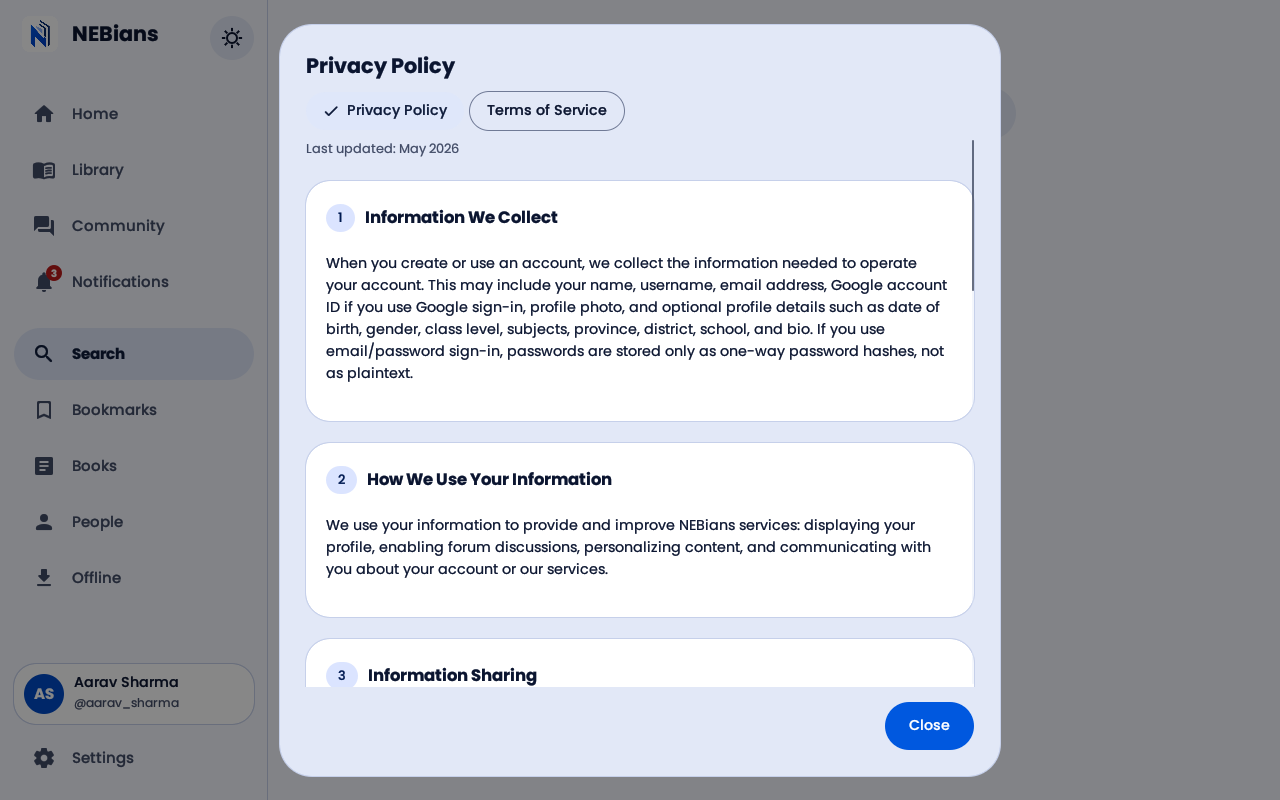 NEBians
Home
Library
Community
3
Notifications
Search
Bookmarks
Books
People
Offline
AS
Aarav Sharma
@aarav_sharma
Settings
Privacy Policy
Privacy Policy
Terms of Service
Last updated: May 2026
1
Information We Collect
When you create or use an account, we collect the information needed to operate
your account. This may include your name, username, email address, Google account
ID if you use Google sign-in, profile photo, and optional profile details such as date of
birth, gender, class level, subjects, province, district, school, and bio. If you use
email/password sign-in, passwords are stored only as one-way password hashes, not
as plaintext.
2
How We Use Your Information
We use your information to provide and improve NEBians services: displaying your
profile, enabling forum discussions, personalizing content, and communicating with
you about your account or our services.
3
Information Sharing
Close